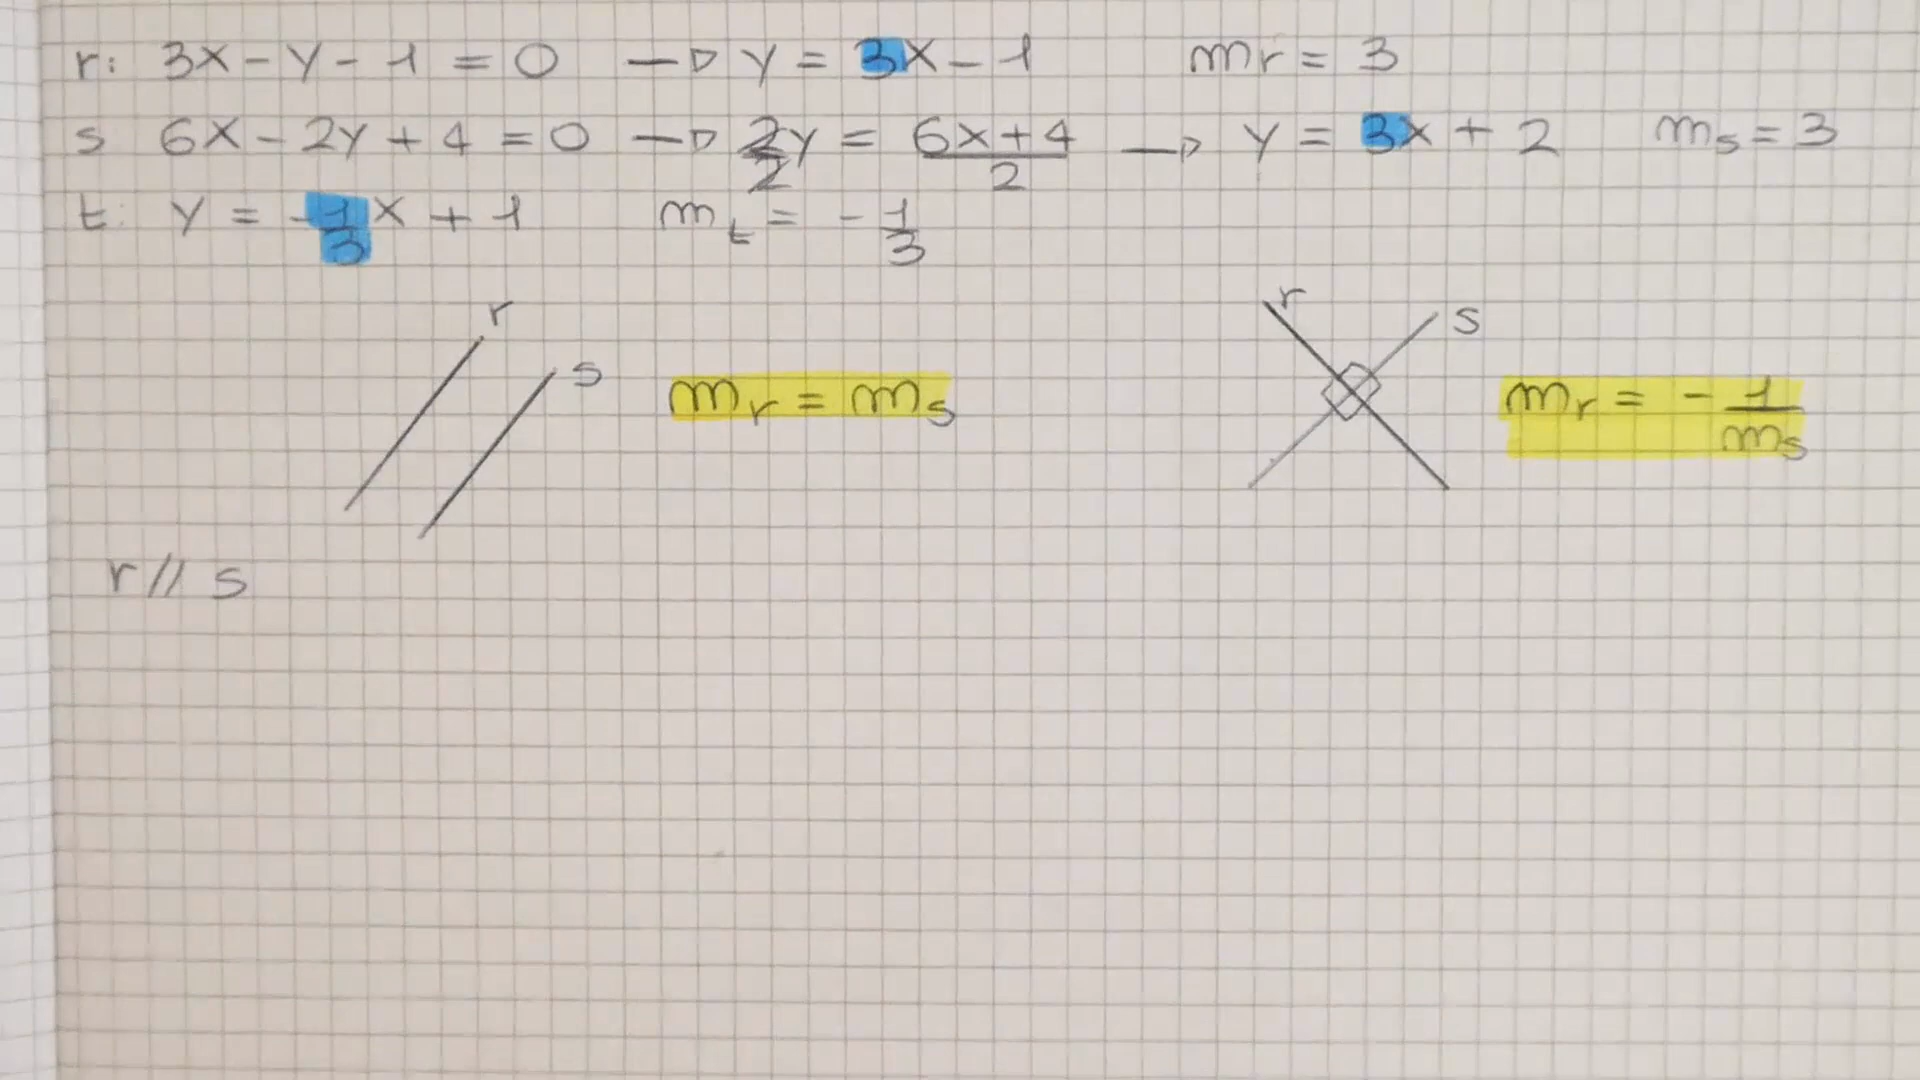 r: 3x - y - 1 = 0 → y = 3x - 1 mr = 3
s 6x - 2y + 4 = 0 → 2y/2 = 6x+4/2 → y = 3x + 2 ms = 3
t: y = -1/3 x + 1 mt = -1/3
r
s
mr = ms
r
s
mr = -1/ms
r // s